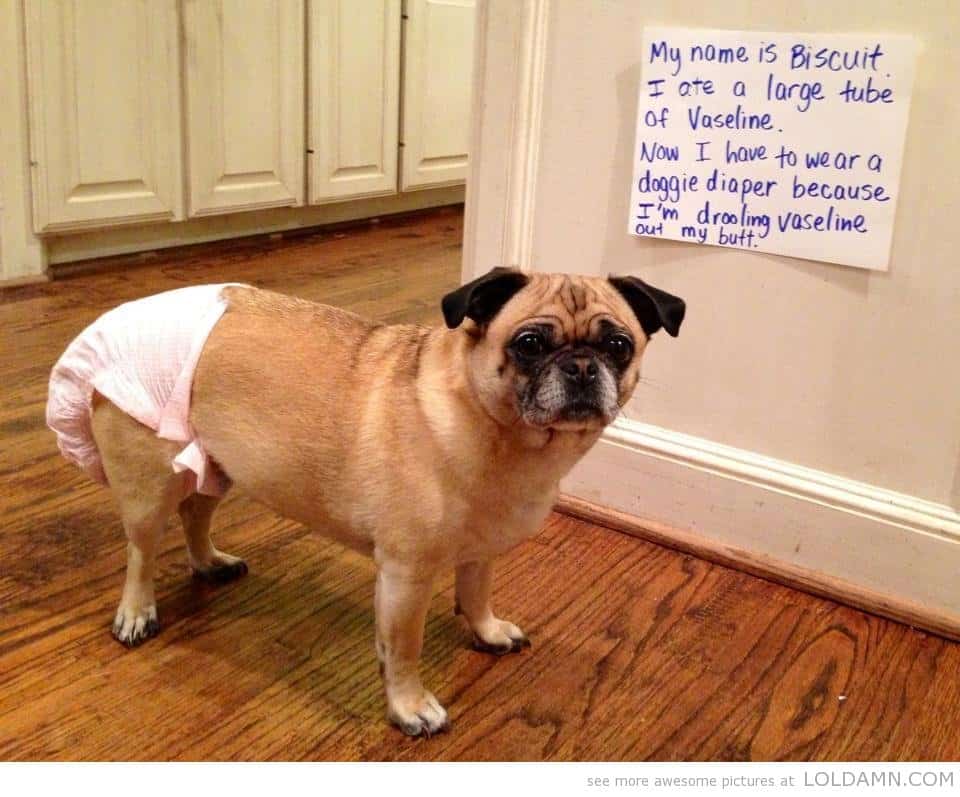 My name is Biscuit.
I ate a large tube
of Vaseline.
Now I have to wear a
doggie diaper because
I'm drooling vaseline
out my butt.
see more awesome pictures at LOLDAMN.COM